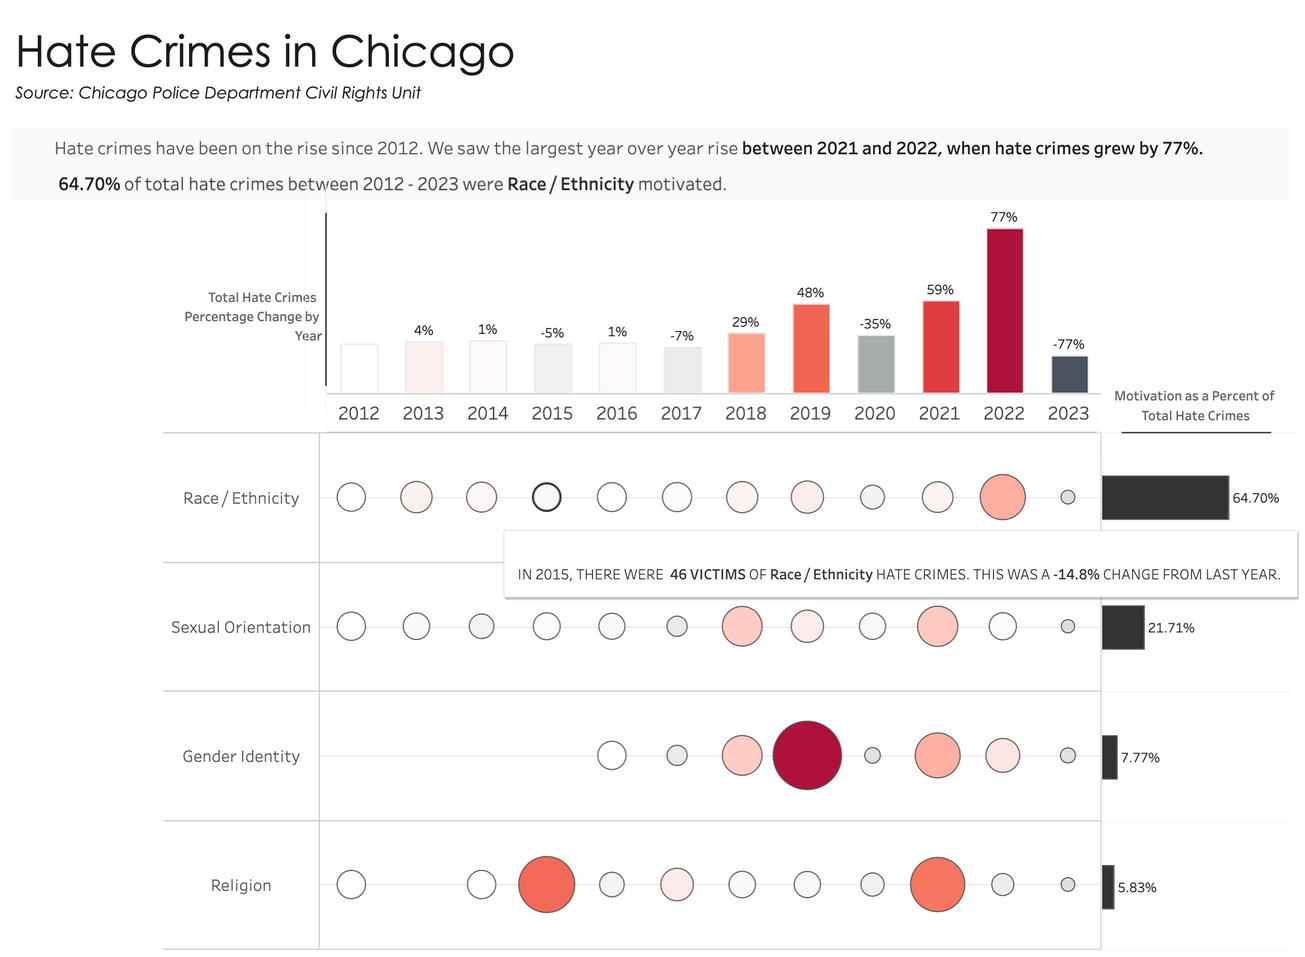 Hate Crimes in Chicago
Source: Chicago Police Department Civil Rights Unit
Hate crimes have been on the rise since 2012. We saw the largest year over year rise between 2021 and 2022, when hate crimes grew by 77%.
64.70% of total hate crimes between 2012 - 2023 were Race / Ethnicity motivated.
Total Hate Crimes
Percentage Change by
Year
4%
1%
-5%
1%
-7%
29%
48%
-35%
59%
77%
-77%
2012 2013 2014 2015 2016 2017 2018 2019 2020 2021 2022 2023
Motivation as a Percent of
Total Hate Crimes
Race / Ethnicity
64.70%
IN 2015, THERE WERE 46 VICTIMS OF Race / Ethnicity HATE CRIMES. THIS WAS A -14.8% CHANGE FROM LAST YEAR.
Sexual Orientation
21.71%
Gender Identity
7.77%
Religion
5.83%